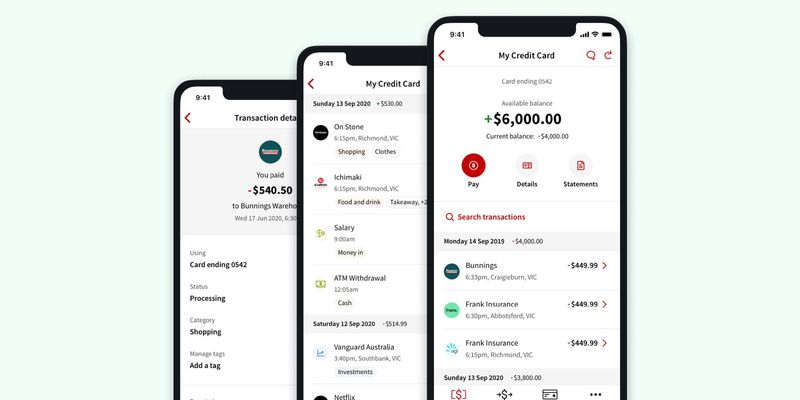 9:41
Transaction deta
You paid
-$540.50
to Bunnings Wareho
Wed 17 Jun 2020, 6:30
Using
Card ending 0542
Status
Processing
Category
Shopping
Manage tags
Add a tag
9:41
My Credit Card
Sunday 13 Sep 2020 +$530.00
On Stone
6:15pm, Richmond, VIC
Shopping Clothes
Ichimaki
6:15pm, Richmond, VIC
Food and drink Takeaway, +2
Salary
9:00am
Money in
ATM Withdrawal
12:05am
Cash
Saturday 12 Sep 2020 -$514.99
Vanguard Australia
3:40pm, Southbank, VIC
Investments
Netflix
9:41
My Credit Card
Card ending 0542
Available balance
+$6,000.00
Current balance: -$4,000.00
Pay Details Statements
Search transactions
Monday 14 Sep 2019 -$4,000.00
Bunnings -$449.99
6:33pm, Craigieburn, VIC
Frank Insurance -$449.99
6:30pm, Abbotsford, VIC
Frank Insurance -$449.99
6:15pm, Richmond, VIC
Sunday 13 Sep 2020 -$3,800.00